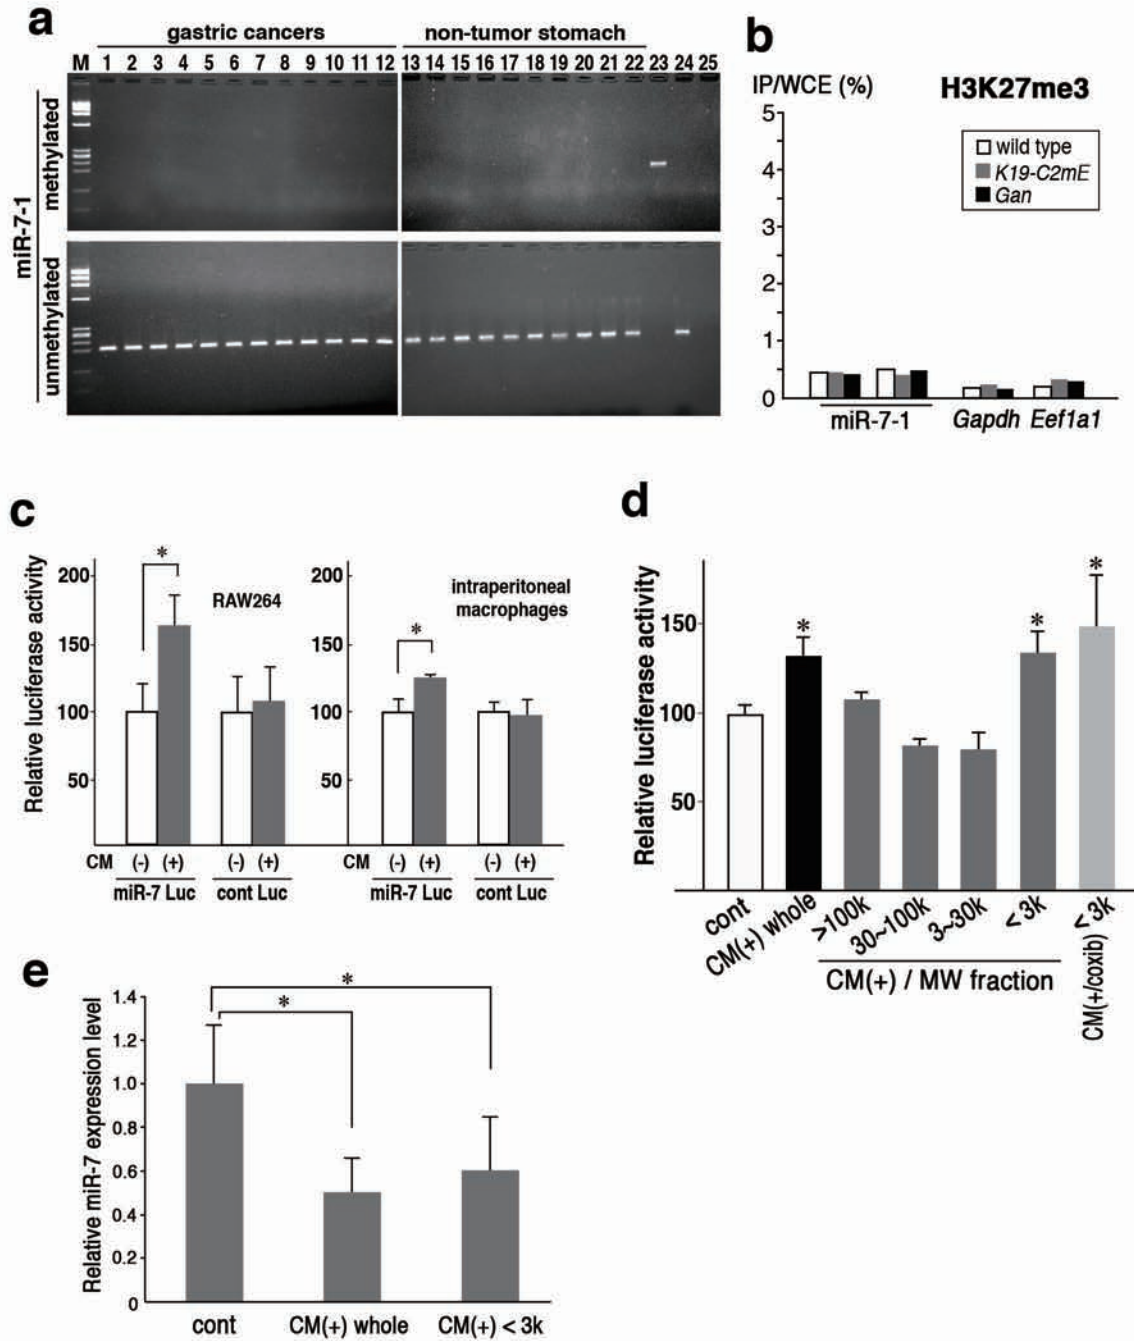 a
gastric cancers
non-tumor stomach
M 1 2 3 4 5 6 7 8 9 10 11 12 13 14 15 16 17 18 19 20 21 22 23 24 25
miR-7-1
methylated
unmethylated
b
IP/WCE (%)
H3K27me3
wild type
K19-C2mE
Gan
5
4
3
2
1
0
miR-7-1 Gapdh Eef1a1
c
Relative luciferase activity
200
150
100
50
*
RAW264
CM (-) (+) (-) (+)
miR-7 Luc cont Luc
200
150
100
50
*
intraperitoneal
macrophages
CM (-) (+) (-) (+)
miR-7 Luc cont Luc
d
Relative luciferase activity
150
100
50
* * *
cont
CM(+) whole
>100k
30~100k
3~30k
< 3k
CM(+/coxib) < 3k
CM(+) / MW fraction
e
Relative miR-7 expression level
1.4
1.2
1.0
0.8
0.6
0.4
0.2
0
*
*
cont CM(+) whole CM(+) < 3k